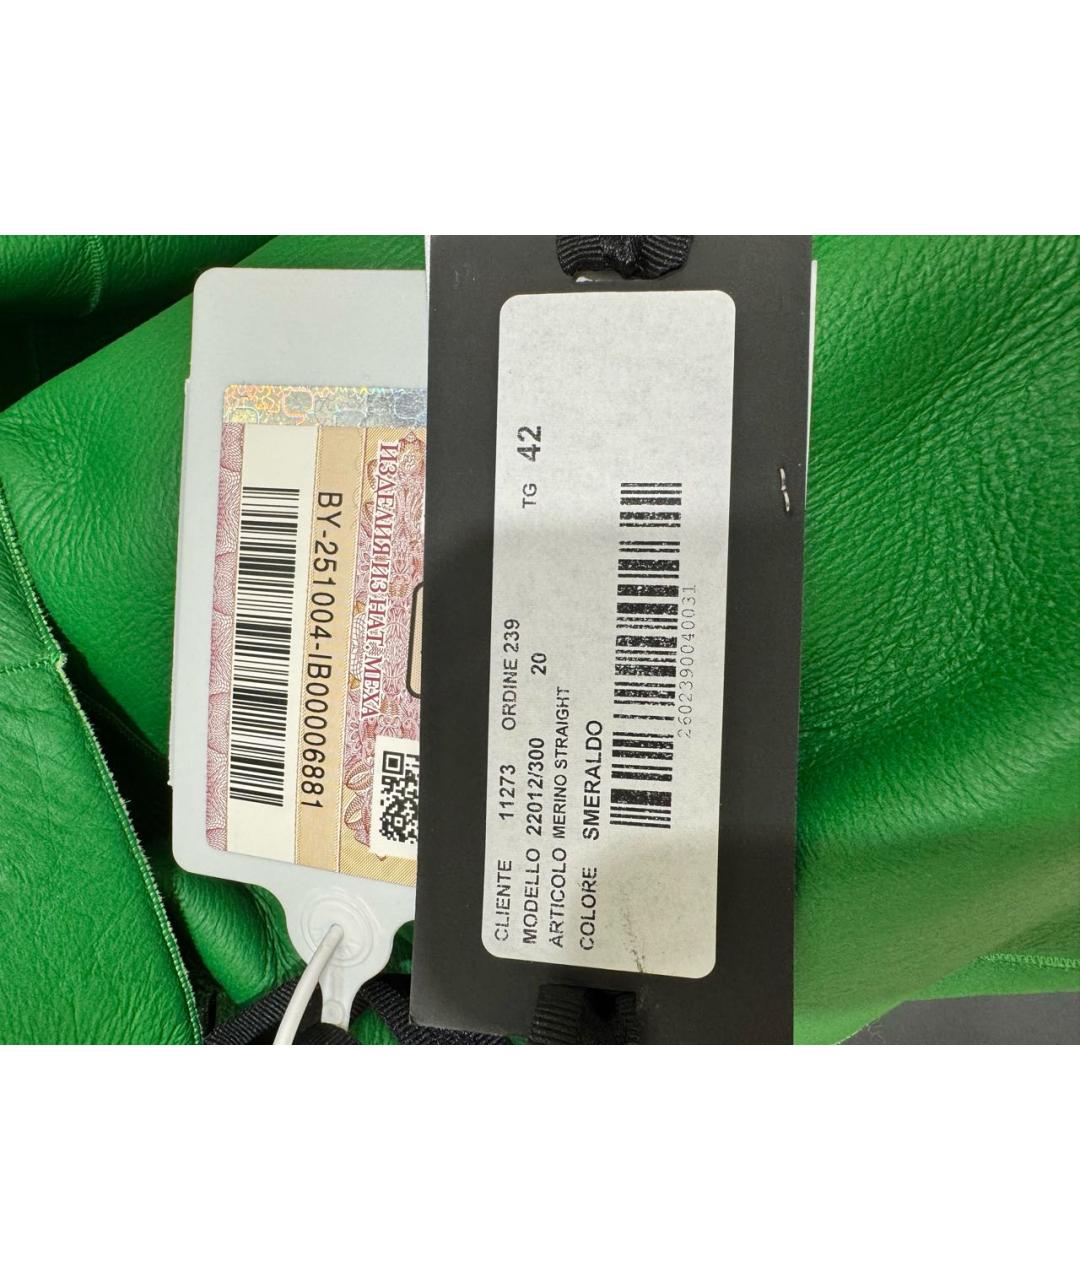 BY-251004-IB00006881
ИЗДЕЛИЯ ИЗ НАТ. МЕХА
CLIENTE 11273 ORDINE 239
MODELLO 22012/300 20 TG 42
ARTICOLO MERINO STRAIGHT
COLORE SMERALDO
2602390040031